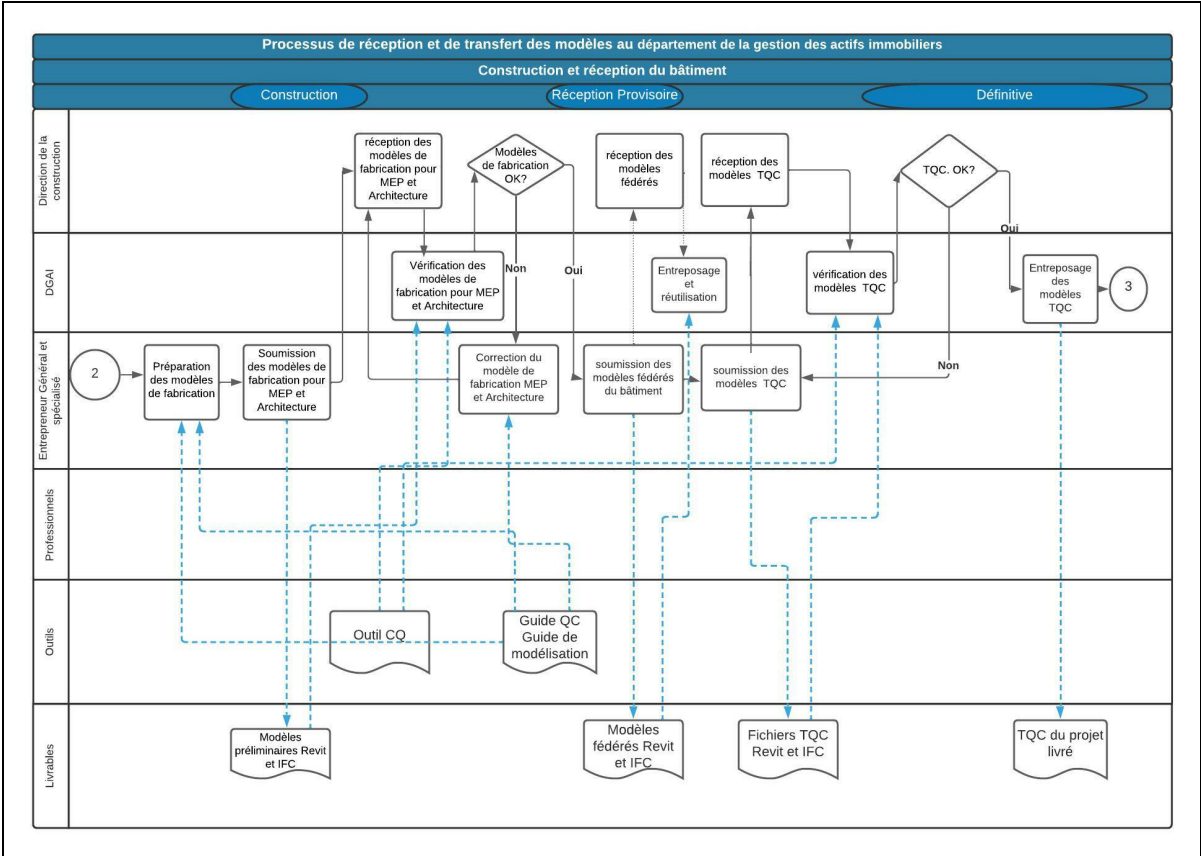 Processus de réception et de transfert des modèles au département de la gestion des actifs immobiliers
Construction et réception du bâtiment
Construction
Réception Provisoire
Définitive
Direction de la
construction
réception des
modèles de
fabrication pour
MEP et
Architecture
Modèles
de fabrication
OK?
réception des
modèles
fédérés
réception des
modèles TQC
TQC. OK?
Oui
DGAI
Vérification des
modèles de
fabrication pour MEP
et Architecture
Non
Oui
Entreposage
et
réutilisation
vérification des
modèles TQC
Entreposage
des
modèles
TQC
3
Entrepreneur Général et
spécialisé
2
Préparation
des modèles
de fabrication
Soumission
des modèles de
fabrication pour
MEP et
Architecture
Correction du
modèle de
fabrication MEP
et Architecture
soumission des
modèles fédérés
du bâtiment
soumission des
modèles TQC
Non
Professionnels
Outils
Outil CQ
Guide QC
Guide de
modélisation
Livrables
Modèles
préliminaires Revit
et IFC
Modèles
fédérés Revit
et IFC
Fichiers TQC
Revit et IFC
TQC du projet
livré